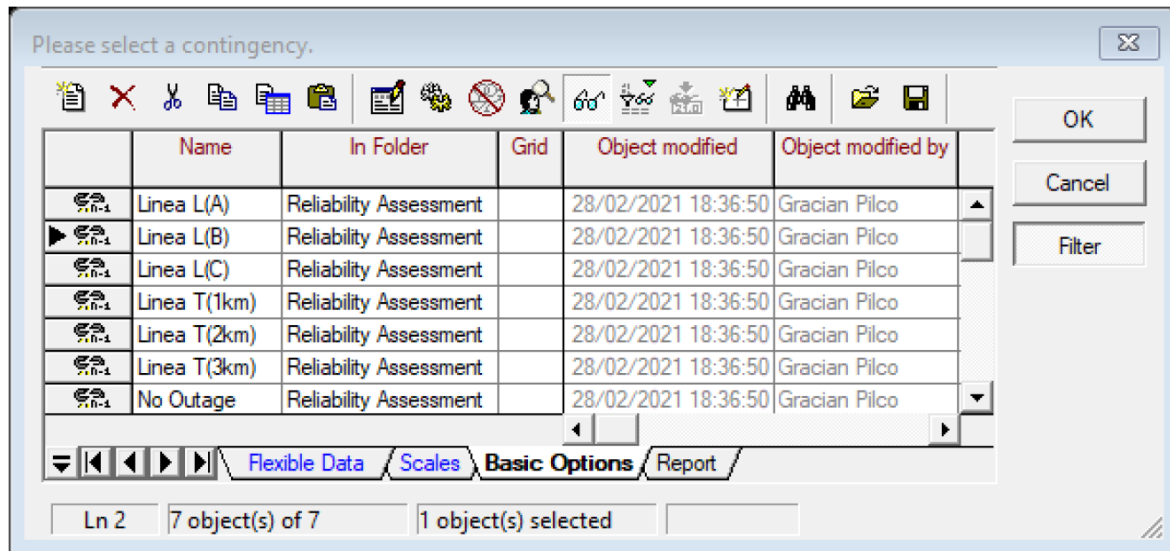 Please select a contingency.
OK
Cancel
Filter
Name In Folder Grid Object modified Object modified by
Linea L(A) Reliability Assessment 28/02/2021 18:36:50 Gracian Pilco
Linea L(B) Reliability Assessment 28/02/2021 18:36:50 Gracian Pilco
Linea L(C) Reliability Assessment 28/02/2021 18:36:50 Gracian Pilco
Linea T(1km) Reliability Assessment 28/02/2021 18:36:50 Gracian Pilco
Linea T(2km) Reliability Assessment 28/02/2021 18:36:50 Gracian Pilco
Linea T(3km) Reliability Assessment 28/02/2021 18:36:50 Gracian Pilco
No Outage Reliability Assessment 28/02/2021 18:36:50 Gracian Pilco
Flexible Data Scales Basic Options Report
Ln 2 7 object(s) of 7 1 object(s) selected